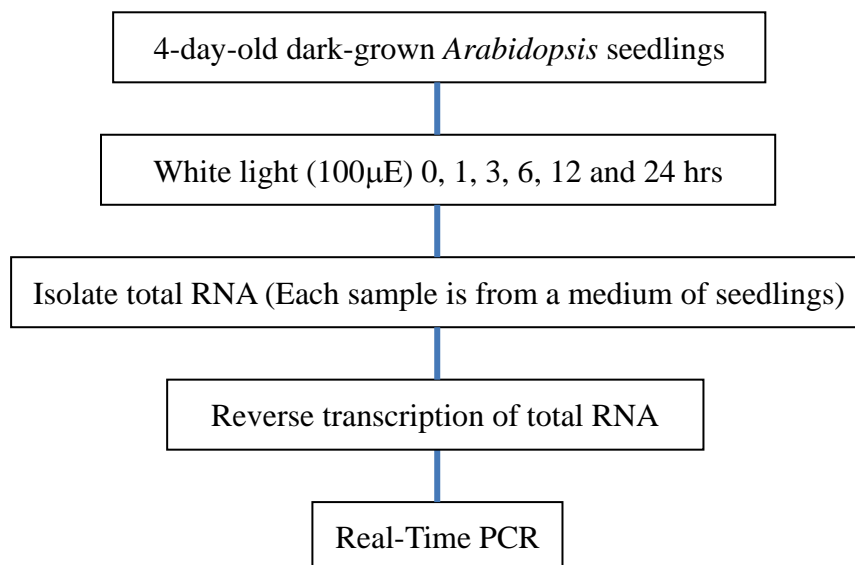 4-day-old dark-grown Arabidopsis seedlings
White light (100μE) 0, 1, 3, 6, 12 and 24 hrs
Isolate total RNA (Each sample is from a medium of seedlings)
Reverse transcription of total RNA
Real-Time PCR